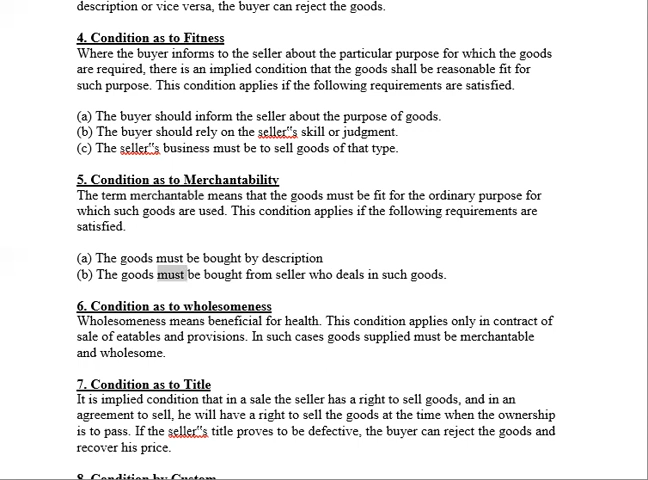 description or vice versa, the buyer can reject the goods.
4. Condition as to Fitness
Where the buyer informs to the seller about the particular purpose for which the goods
are required, there is an implied condition that the goods shall be reasonable fit for
such purpose. This condition applies if the following requirements are satisfied.
(a) The buyer should inform the seller about the purpose of goods.
(b) The buyer should rely on the seller"s skill or judgment.
(c) The seller"s business must be to sell goods of that type.
5. Condition as to Merchantability
The term merchantable means that the goods must be fit for the ordinary purpose for
which such goods are used. This condition applies if the following requirements are
satisfied.
(a) The goods must be bought by description
(b) The goods must be bought from seller who deals in such goods.
6. Condition as to wholesomeness
Wholesomeness means beneficial for health. This condition applies only in contract of
sale of eatables and provisions. In such cases goods supplied must be merchantable
and wholesome.
7. Condition as to Title
It is implied condition that in a sale the seller has a right to sell goods, and in an
agreement to sell, he will have a right to sell the goods at the time when the ownership
is to pass. If the seller"s title proves to be defective, the buyer can reject the goods and
recover his price.
8. Condition by Custom